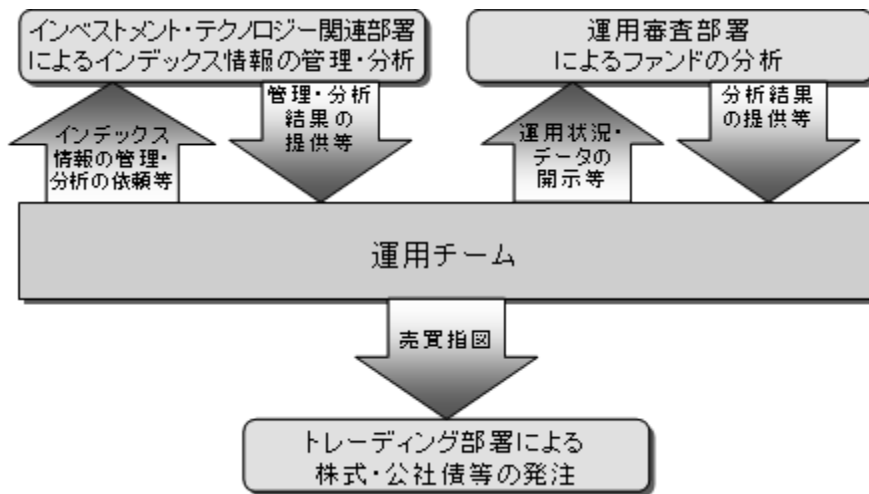 インベストメント・テクノロジー関連部署
によるインデックス情報の管理・分析
運用審査部署
によるファンドの分析
インデックス
情報の管理・
分析の依頼等
管理・分析
結果の
提供等
運用状況・
データの
開示等
分析結果
の提供等
運用チーム
売買指図
トレーディング部署による
株式・公社債等の発注